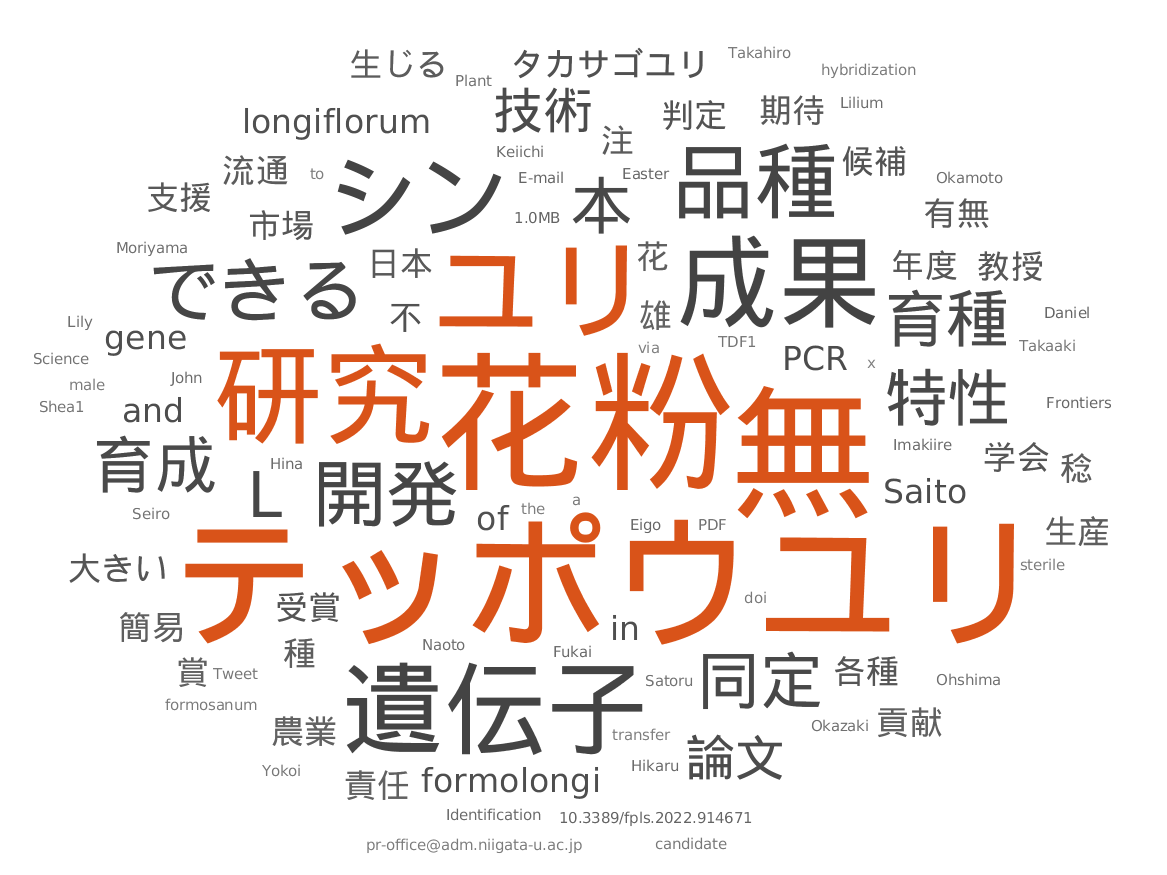 生じる
Plant
タカサゴユリ
Takahiro
hybridization
longiflorum
技術
注
判定
期待
Lilium
流通
to
シン
Keiichi
E-mail
本
Easter
品種
候補
Okamoto
支援
市場
1.0MB
有無
Moriyama
できる
日本
ユリ
花
成果
年度
教授
不
雄
育種
Daniel
Lily
gene
via
TDF1
PCR
x
Takaaki
Science
male
John
研究
花粉
無
特性
Frontiers
Shea1
and
育成
Hina
L
開発
Imakiire
学会
稔
Saito
Seiro
of
the
a
Eigo
PDF
生産
大きい
テッポウユリ
sterile
簡易
受賞
種
in
doi
賞
Tweet
Naoto
Fukai
formosanum
遺伝子
Satoru
同定
各種
Ohshima
農業
transfer
Okazaki
貢献
Yokoi
責任
formolongi
Hikaru
論文
Identification
10.3389/fpls.2022.914671
pr-office@adm.niigata-u.ac.jp
candidate